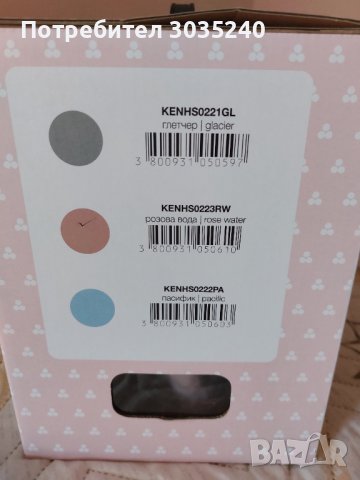 Потребител 3035240
KENHS0221GL
глетчер | glacier
3 800931 050597
KENHS0223RW
розова вода | rose water
3 800931 050610
KENHS0222PA
пасифик | pacific
3 800931 050603
BAZAR